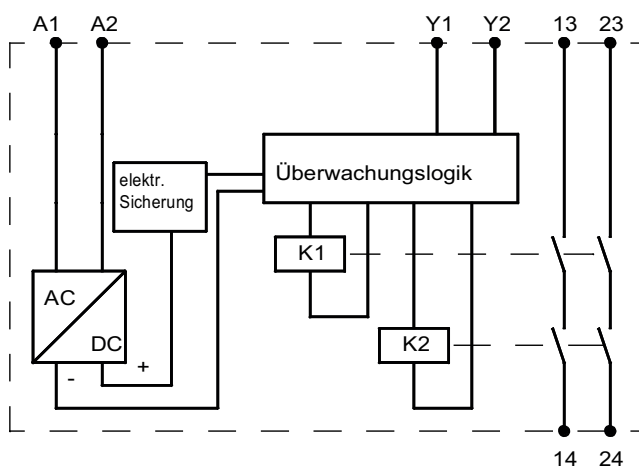 A1 A2 Y1 Y2 13 23
Überwachungslogik
elektr.
Sicherung
K1
AC
DC
K2
- +
14 24